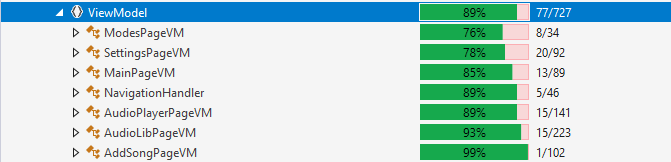 ViewModel 89% 77/727
ModesPageVM 76% 8/34
SettingsPageVM 78% 20/92
MainPageVM 85% 13/89
NavigationHandler 89% 5/46
AudioPlayerPageVM 89% 15/141
AudioLibPageVM 93% 15/223
AddSongPageVM 99% 1/102